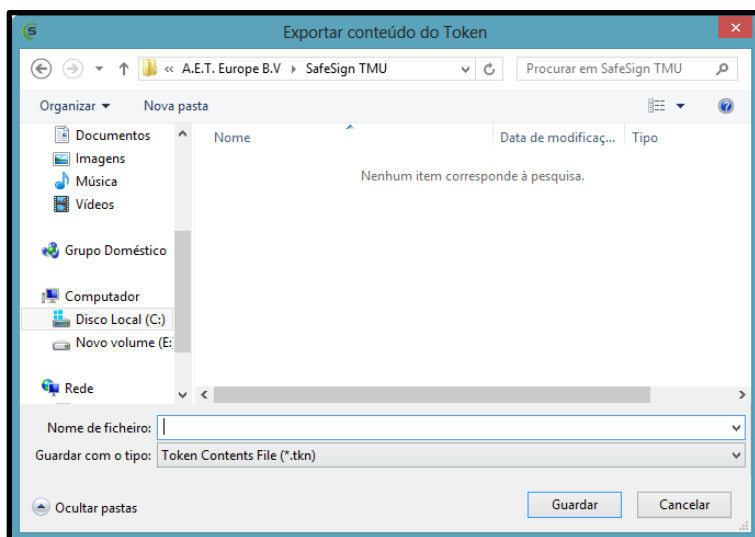 Exportar conteúdo do Token
« A.E.T. Europe B.V SafeSign TMU
Procurar em SafeSign TMU
Organizar
Nova pasta
Documentos
Imagens
Música
Vídeos
Grupo Doméstico
Computador
Disco Local (C:)
Novo volume (E:
Rede
Nome
Data de modificaç...
Tipo
Nenhum item corresponde à pesquisa.
Nome de ficheiro:
Guardar com o tipo: Token Contents File (*.tkn)
Ocultar pastas
Guardar
Cancelar